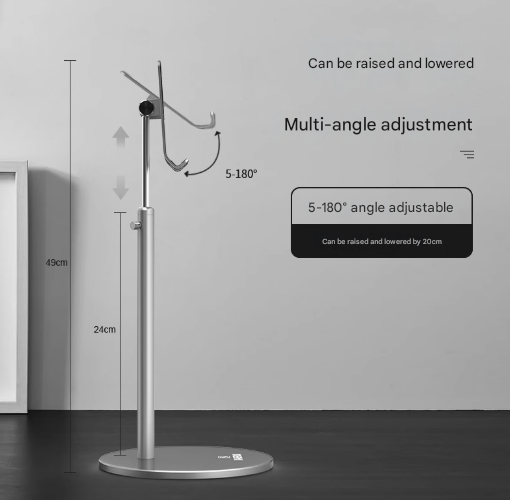 Can be raised and lowered
Multi-angle adjustment
5-180°
5-180° angle adjustable
Can be raised and lowered by 20cm
49cm
24cm